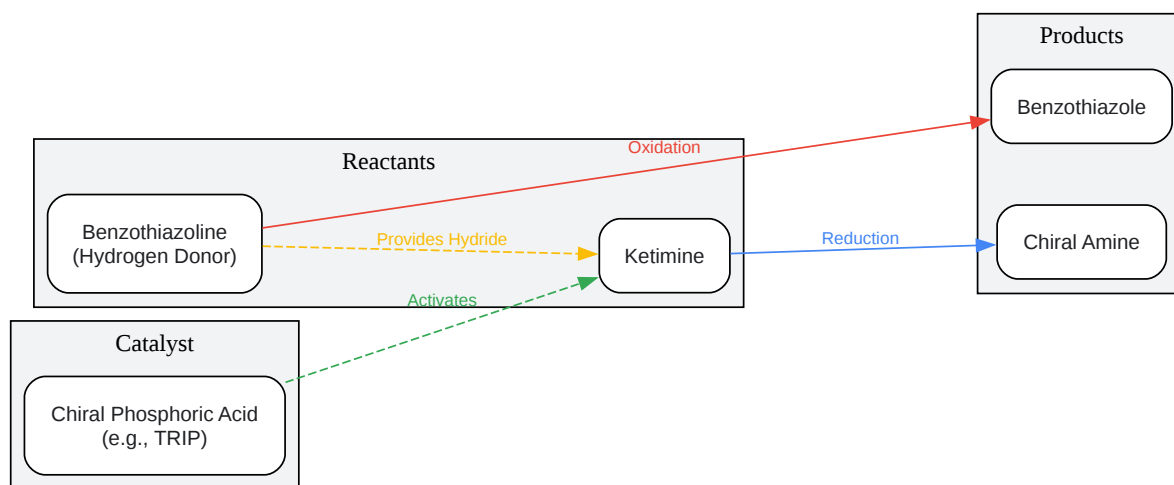 Products
Benzothiazole
Oxidation
Reactants
Benzothiazoline
(Hydrogen Donor)
Provides Hydride
Ketimine
Reduction
Chiral Amine
Activates
Catalyst
Chiral Phosphoric Acid
(e.g., TRIP)